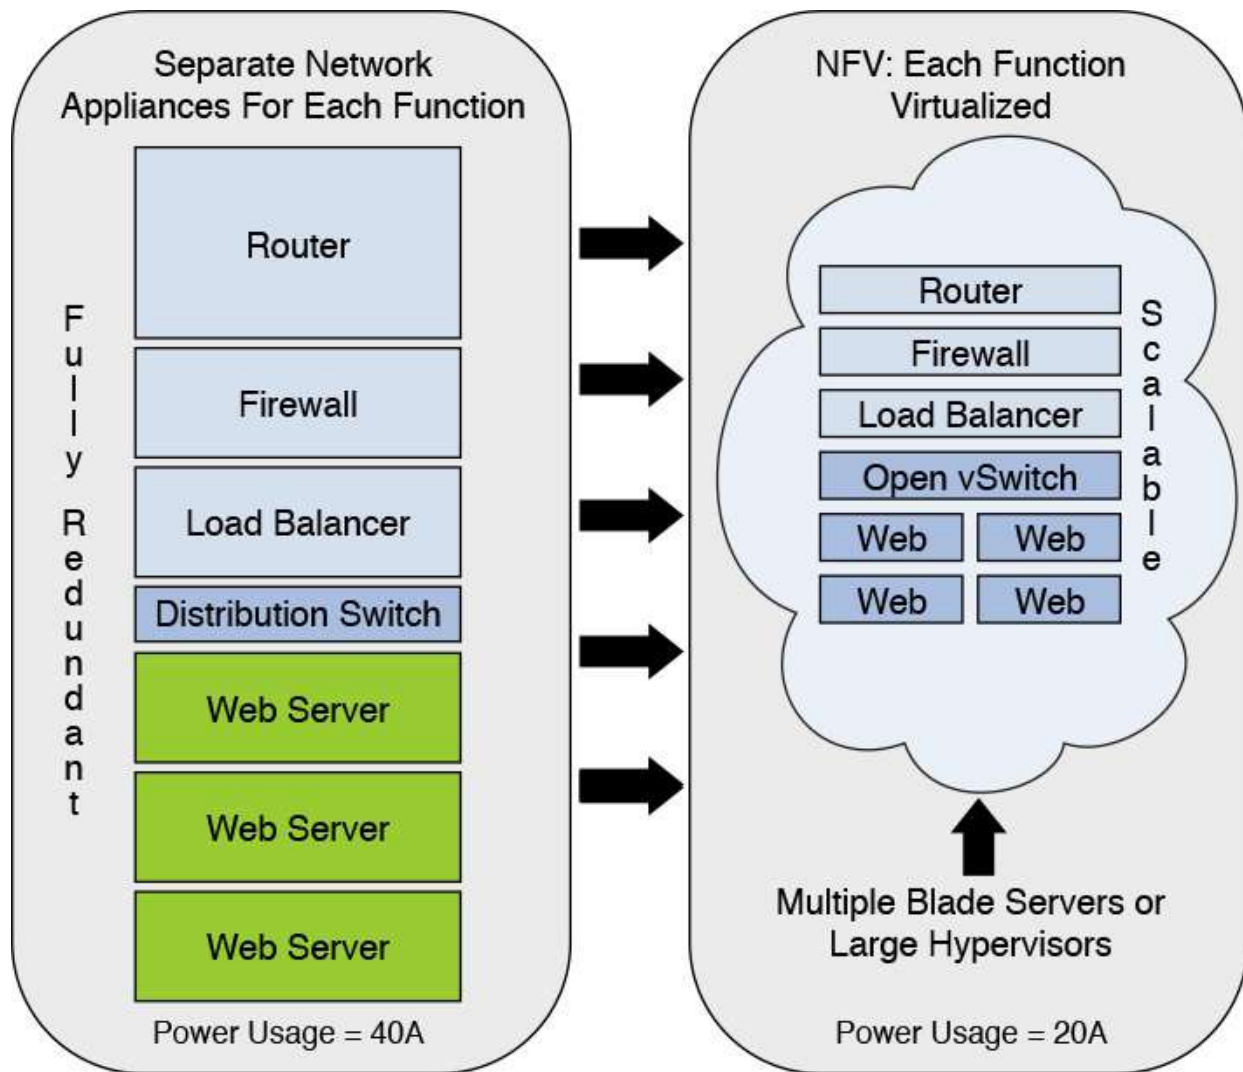 Separate Network
Appliances For Each Function
Fully Redundant
Router
Firewall
Load Balancer
Distribution Switch
Web Server
Web Server
Web Server
Power Usage = 40A
NFV: Each Function
Virtualized
Router
Firewall
Load Balancer
Open vSwitch
Web Web
Web Web
Scalable
Multiple Blade Servers or
Large Hypervisors
Power Usage = 20A